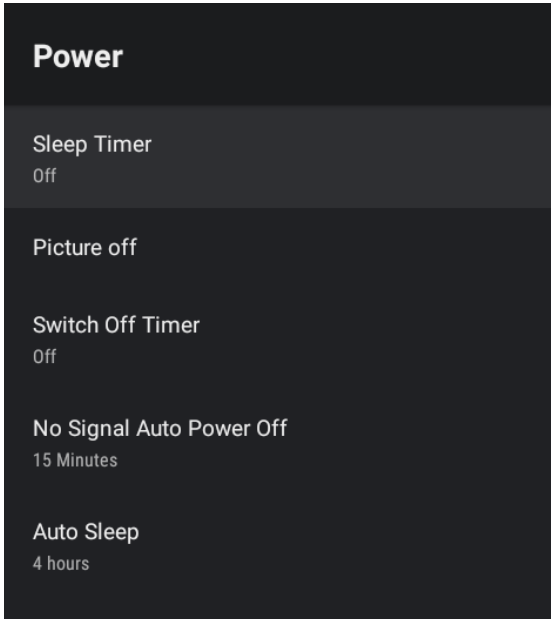 Power
Sleep Timer
Off
Picture off
Switch Off Timer
Off
No Signal Auto Power Off
15 Minutes
Auto Sleep
4 hours